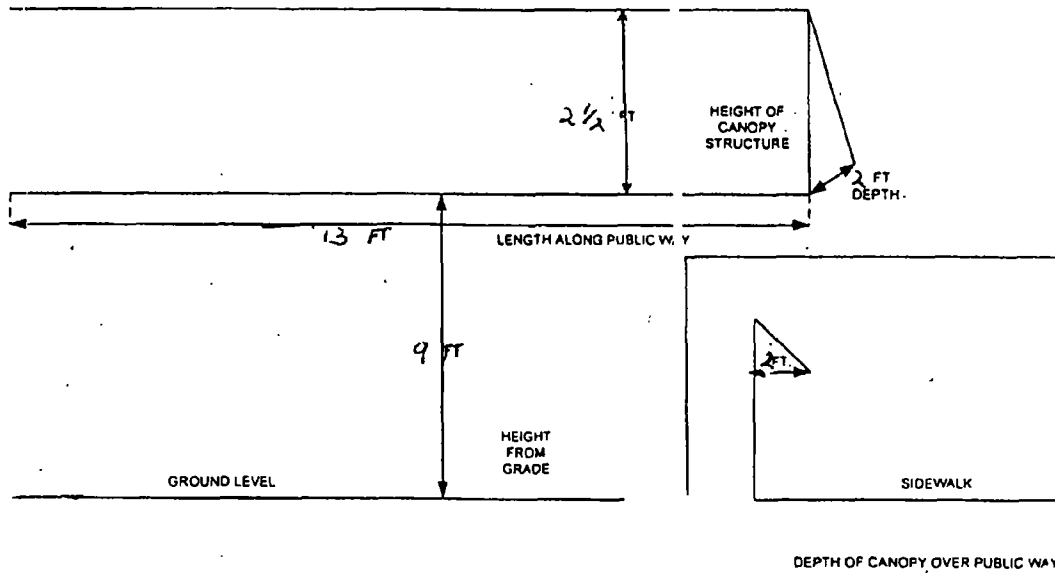 2 1/2 FT
HEIGHT OF
CANOPY
STRUCTURE
2 FT
DEPTH
13 FT
LENGTH ALONG PUBLIC WAY
9 FT
2 FT.
HEIGHT
FROM
GRADE
GROUND LEVEL
SIDEWALK
DEPTH OF CANOPY OVER PUBLIC WAY